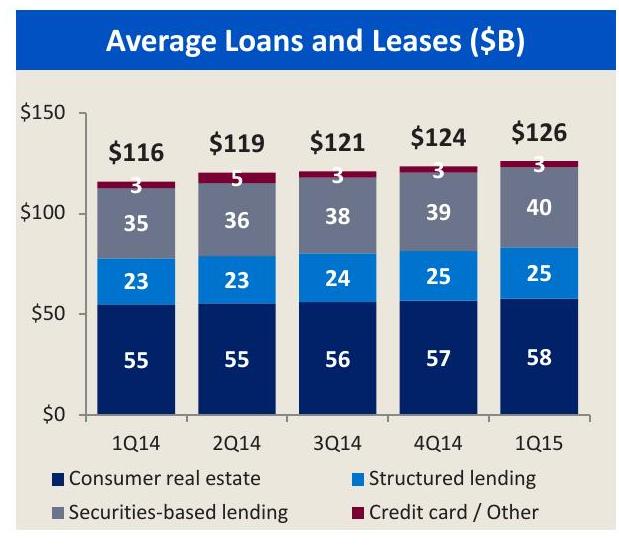 Average Loans and Leases ($B)
$150
$116 $119 $121 $124 $126
3 5 3 3 3
$100
35 36 38 39 40
23 23 24 25 25
$50
55 55 56 57 58
$0
1Q14 2Q14 3Q14 4Q14 1Q15
Consumer real estate Structured lending
Securities-based lending Credit card / Other